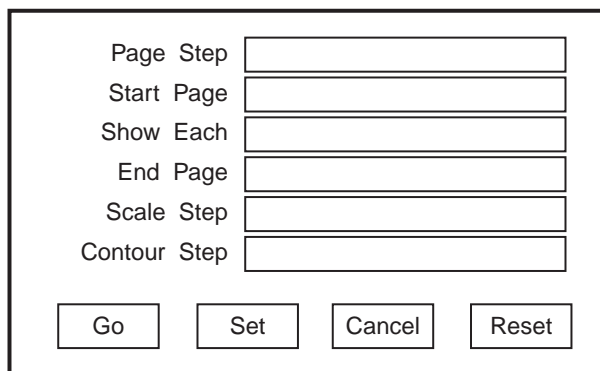 Page Step
Start Page
Show Each
End Page
Scale Step
Contour Step
Go Set Cancel Reset